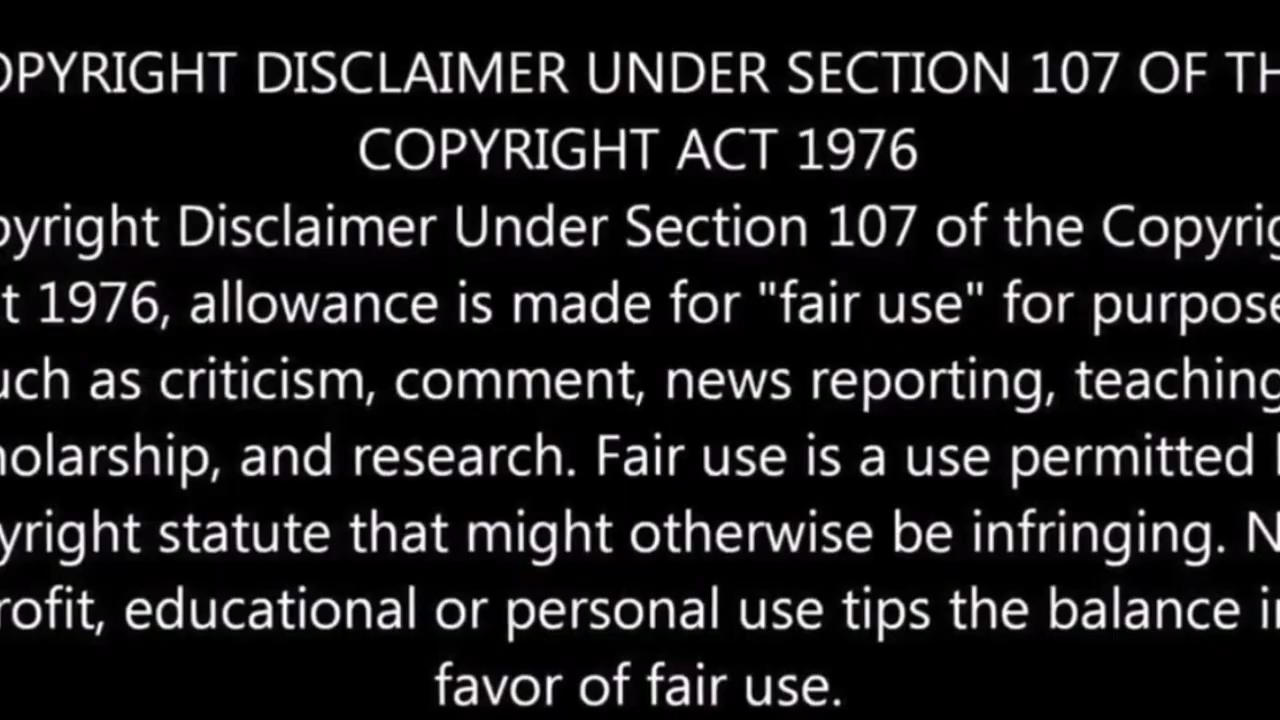 OPYRIGHT DISCLAIMER UNDER SECTION 107 OF TH
COPYRIGHT ACT 1976
pyright Disclaimer Under Section 107 of the Copyrig
t 1976, allowance is made for "fair use" for purpose
uch as criticism, comment, news reporting, teaching
holarship, and research. Fair use is a use permitted
yright statute that might otherwise be infringing. N
rofit, educational or personal use tips the balance in
favor of fair use.